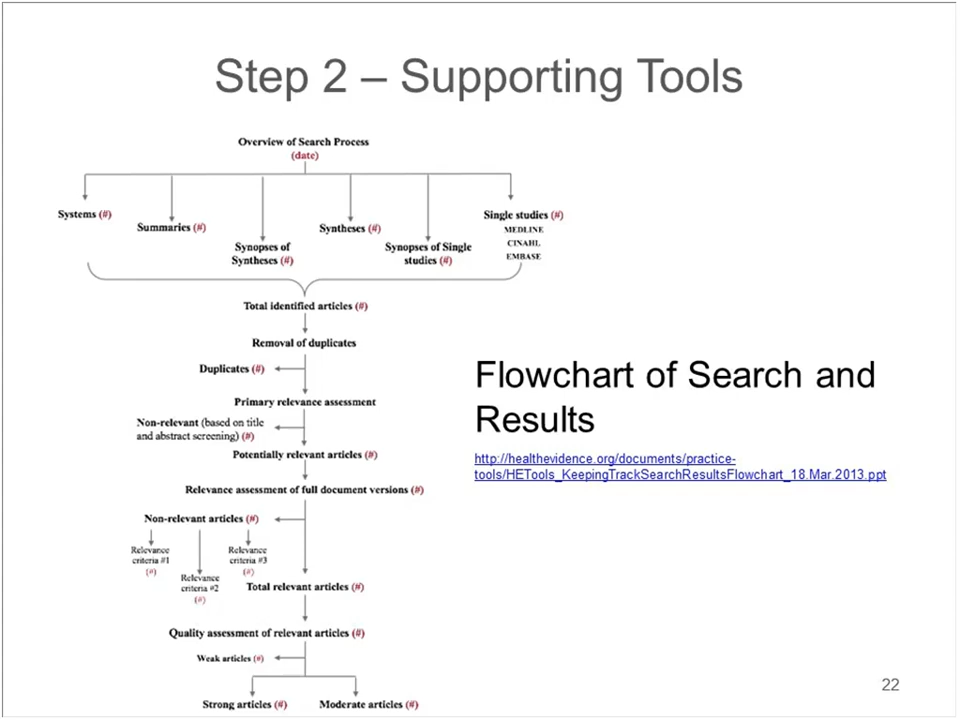 Step 2 – Supporting Tools
Overview of Search Process
(date)
Systems (#)
Summaries (#)
Synopses of
Syntheses (#)
Syntheses (#)
Synopses of Single
studies (#)
Single studies (#)
MEDLINE
CINAHL
EMBASE
Total identified articles (#)
Removal of duplicates
Duplicates (#)
Primary relevance assessment
Non-relevant (based on title
and abstract screening) (#)
Potentially relevant articles (#)
Relevance assessment of full document versions (#)
Non-relevant articles (#)
Relevance
criteria #1
(#)
Relevance
criteria #2
(#)
Relevance
criteria #3
(#)
Total relevant articles (#)
Quality assessment of relevant articles (#)
Weak articles (#)
Strong articles (#)
Moderate articles (#)
Flowchart of Search and
Results
http://healthevidence.org/documents/practice-
tools/HETools_KeepingTrackSearchResultsFlowchart_18.Mar.2013.ppt
22